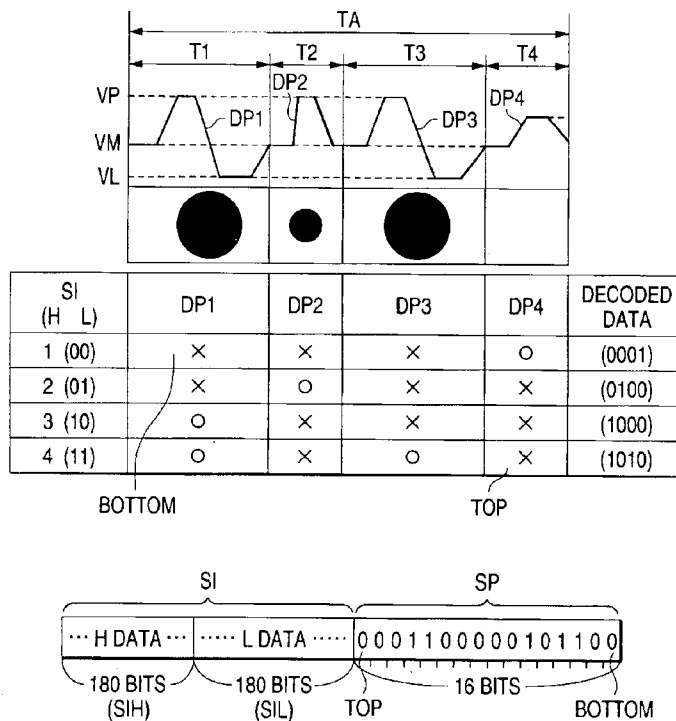 TA
T1 T2 T3 T4
DP2
VP
DP1 DP3 DP4
VM
VL
SI (H L) DP1 DP2 DP3 DP4 DECODED DATA
1 (00) × × × ○ (0001)
2 (01) × ○ × × (0100)
3 (10) ○ × × × (1000)
4 (11) ○ × ○ × (1010)
BOTTOM TOP
SI SP
··· H DATA ··· ····· L DATA ····· 0001100000101100
180 BITS (SIH) 180 BITS (SIL) TOP 16 BITS BOTTOM